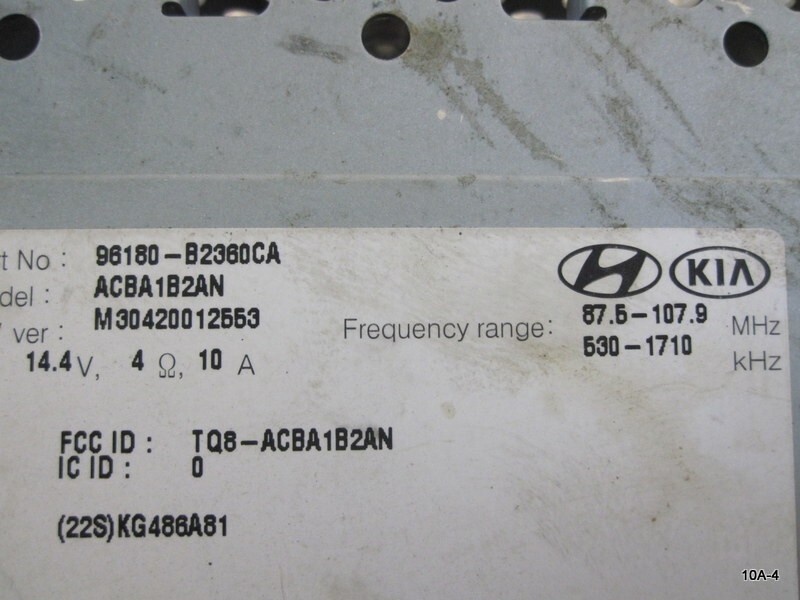 t No : 96180-B2360CA
del : ACBA1B2AN
ver : M30420012553
14.4 V, 4 Ω, 10 A
KIA
Frequency range: 87.5-107.9 MHz
530-1710 kHz
FCC ID : TQ8-ACBA1B2AN
IC ID : 0
(22S)KG486A81
10A-4